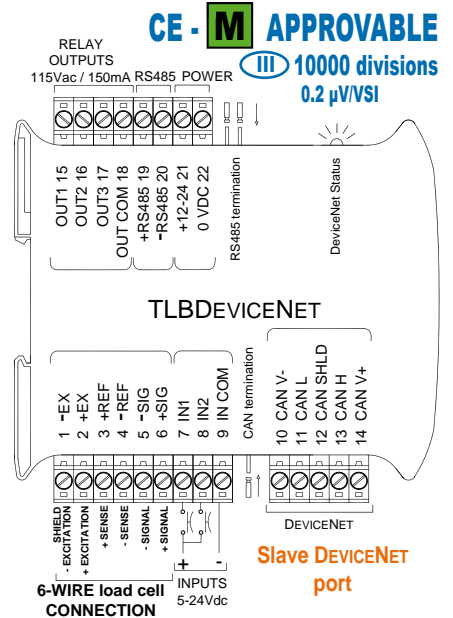 CE - M APPROVABLE
III 10000 divisions
0.2 µV/VSI
RELAY
OUTPUTS
115Vac / 150mA RS485 POWER
OUT1 15
OUT2 16
OUT3 17
OUT COM 18
+RS485 19
-RS485 20
+12-24 21
0 VDC 22
RS485 termination
DeviceNet Status
TLBDEVICENET
1 -EX
2 +EX
3 +REF
4 -REF
5 -SIG
6 +SIG
7 IN1
8 IN2
9 IN COM
CAN termination
10 CAN V-
11 CAN L
12 CAN SHLD
13 CAN H
14 CAN V+
SHIELD
- EXCITATION
+ EXCITATION
+ SENSE
- SENSE
- SIGNAL
+ SIGNAL
+ -
DEVICENET
6-WIRE load cell
CONNECTION
INPUTS
5-24Vdc
Slave DEVICENET
port